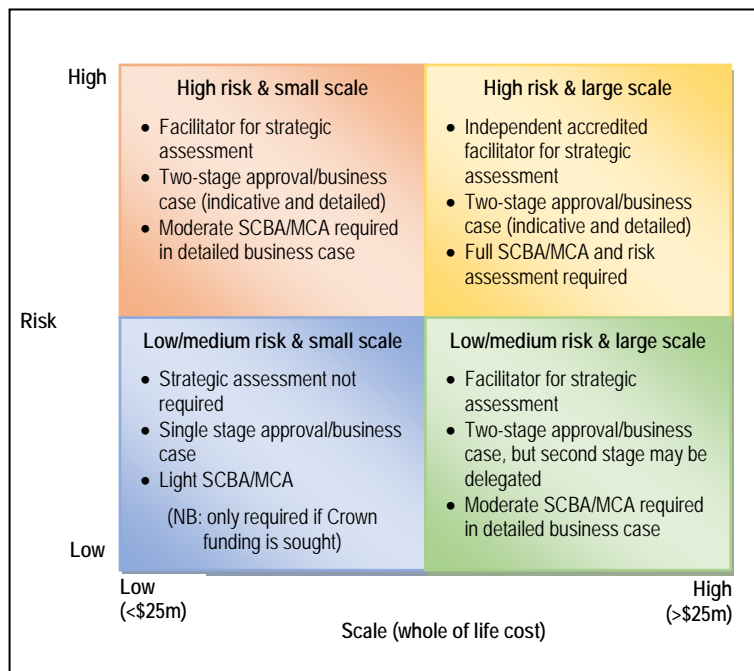 High
High risk & small scale
• Facilitator for strategic
assessment
• Two-stage approval/business
case (indicative and detailed)
• Moderate SCBA/MCA required
in detailed business case
High risk & large scale
• Independent accredited
facilitator for strategic
assessment
• Two-stage approval/business
case (indicative and detailed)
• Full SCBA/MCA and risk
assessment required
Risk
Low/medium risk & small scale
• Strategic assessment not
required
• Single stage approval/business
case
• Light SCBA/MCA
(NB: only required if Crown
funding is sought)
Low/medium risk & large scale
• Facilitator for strategic
assessment
• Two-stage approval/business
case, but second stage may be
delegated
• Moderate SCBA/MCA required
in detailed business case
Low
Low
(<$25m)
High
(>$25m)
Scale (whole of life cost)